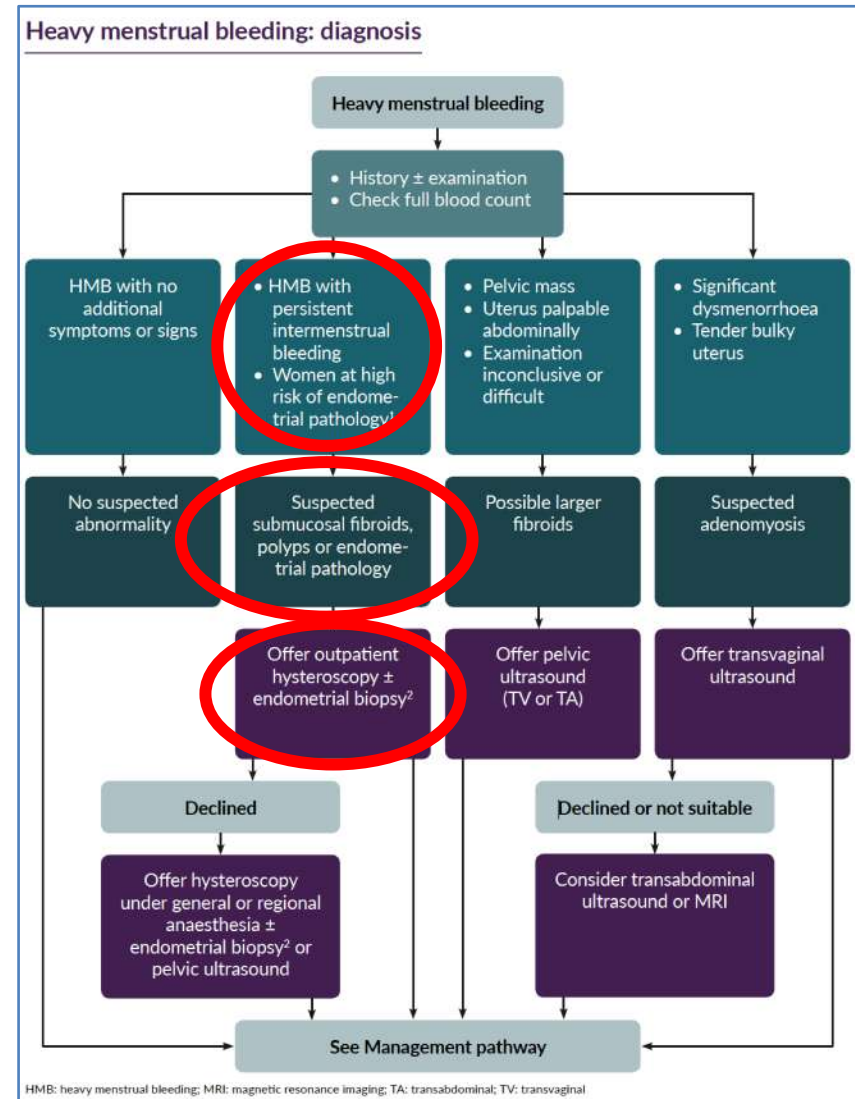 Heavy menstrual bleeding: diagnosis
Heavy menstrual bleeding
• History ± examination
• Check full blood count
HMB with no
additional
symptoms or signs
• HMB with
persistent
intermenstrual
bleeding
• Women at high
risk of endome-
trial pathology¹
• Pelvic mass
• Uterus palpable
abdominally
• Examination
inconclusive or
difficult
• Significant
dysmenorrhoea
• Tender bulky
uterus
No suspected
abnormality
Suspected
submucosal fibroids,
polyps or endome-
trial pathology
Possible larger
fibroids
Suspected
adenomyosis
Offer outpatient
hysteroscopy ±
endometrial biopsy²
Offer pelvic
ultrasound
(TV or TA)
Offer transvaginal
ultrasound
Declined
Declined or not suitable
Offer hysteroscopy
under general or regional
anaesthesia ±
endometrial biopsy² or
pelvic ultrasound
Consider transabdominal
ultrasound or MRI
See Management pathway
HMB: heavy menstrual bleeding; MRI: magnetic resonance imaging; TA: transabdominal; TV: transvaginal